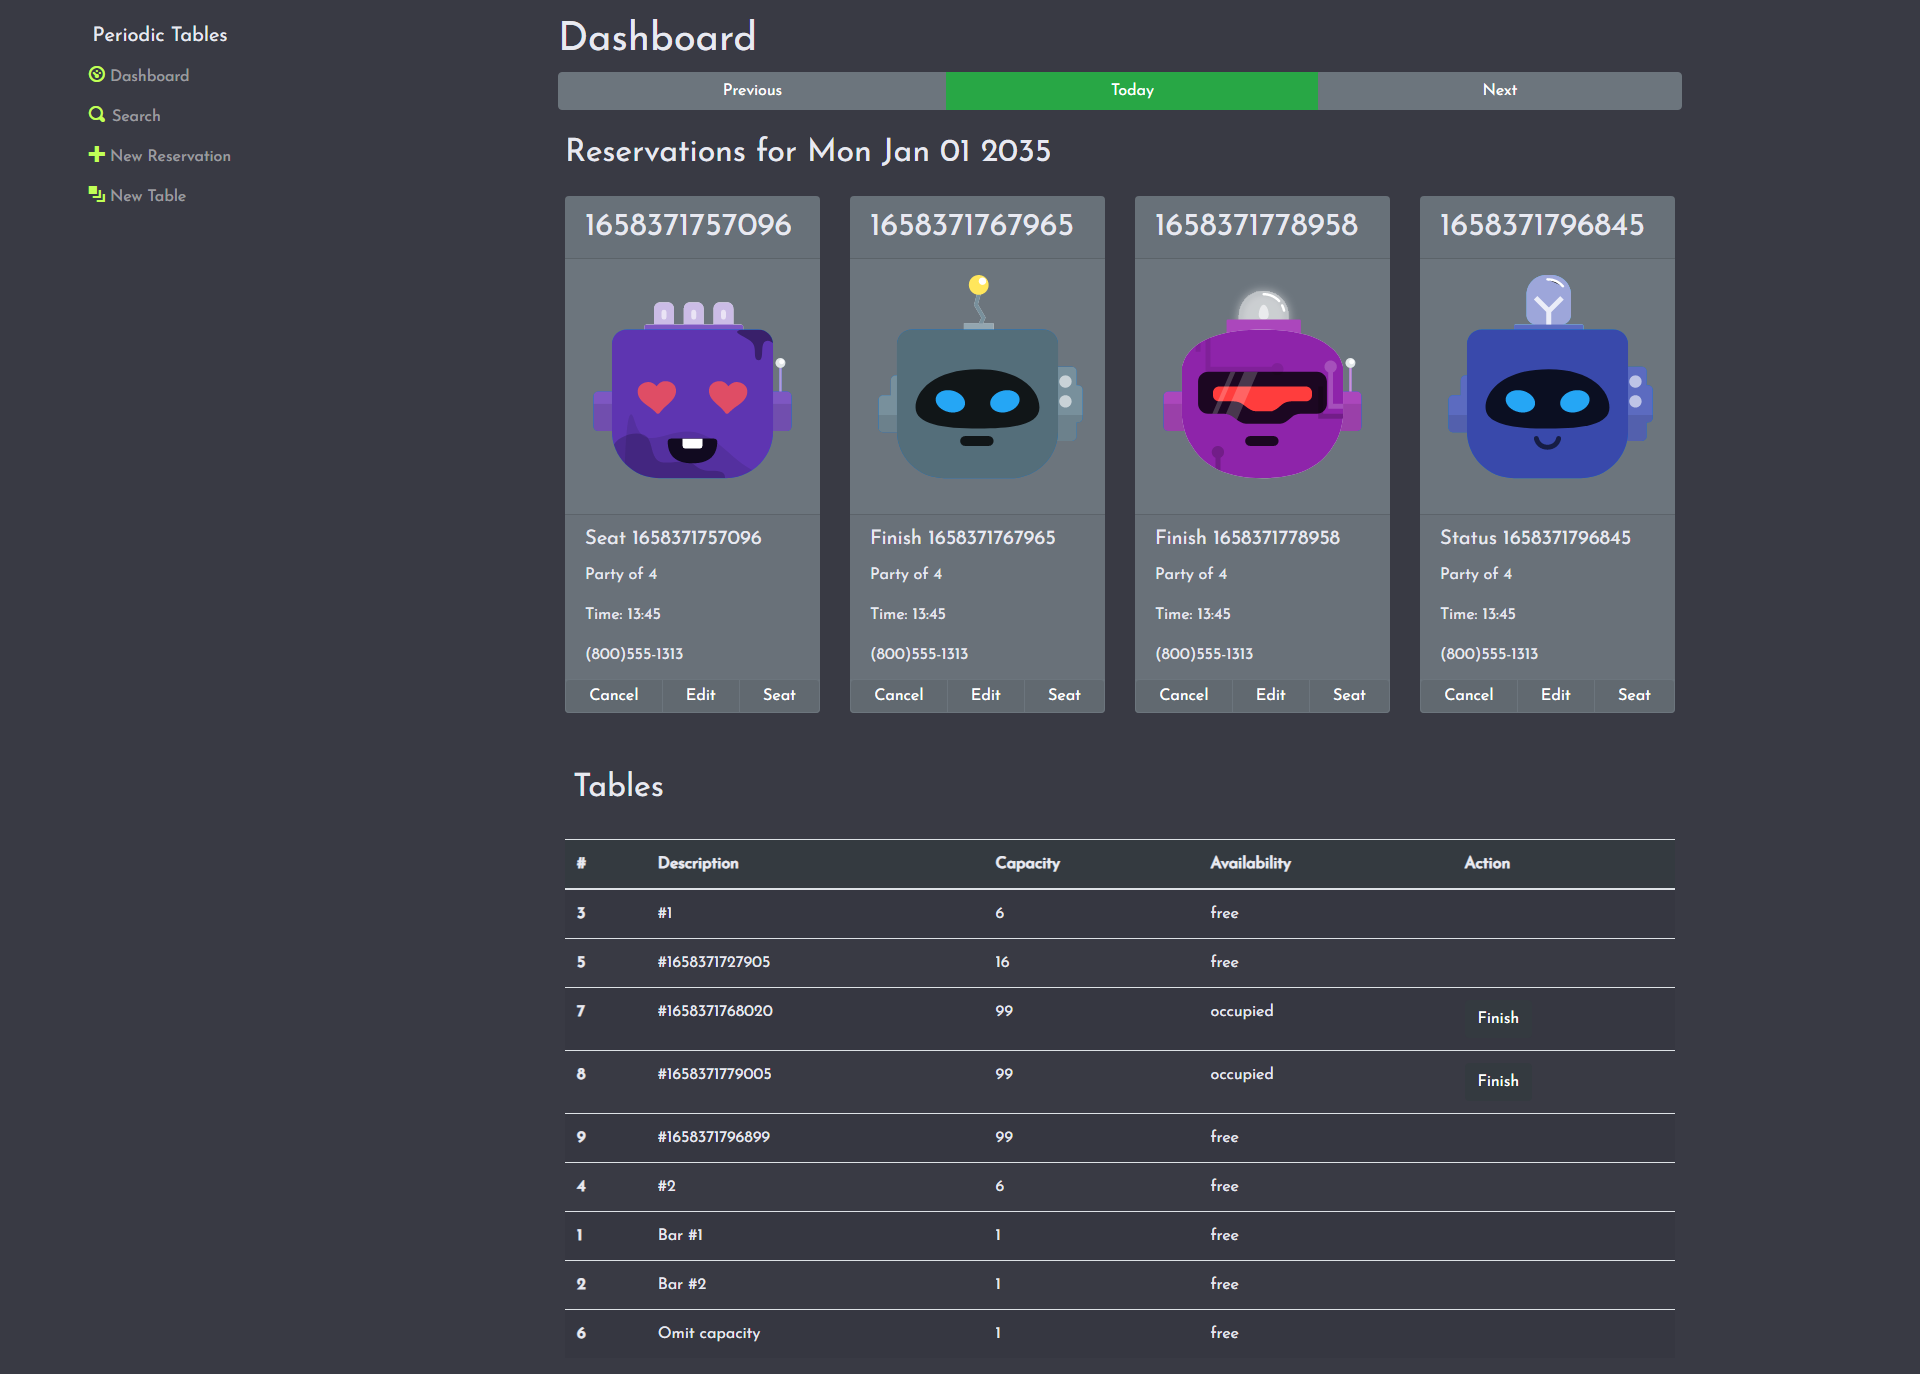 Periodic Tables
Dashboard
Search
New Reservation
New Table
Dashboard
Previous Today Next
Reservations for Mon Jan 01 2035
1658371757096
Seat 1658371757096
Party of 4
Time: 13:45
(800)555-1313
Cancel Edit Seat
1658371767965
Finish 1658371767965
Party of 4
Time: 13:45
(800)555-1313
Cancel Edit Seat
1658371778958
Finish 1658371778958
Party of 4
Time: 13:45
(800)555-1313
Cancel Edit Seat
1658371796845
Status 1658371796845
Party of 4
Time: 13:45
(800)555-1313
Cancel Edit Seat
Tables
# Description Capacity Availability Action
3 #1 6 free
5 #1658371727905 16 free
7 #1658371768020 99 occupied Finish
8 #1658371779005 99 occupied Finish
9 #1658371796899 99 free
4 #2 6 free
1 Bar #1 1 free
2 Bar #2 1 free
6 Omit capacity 1 free